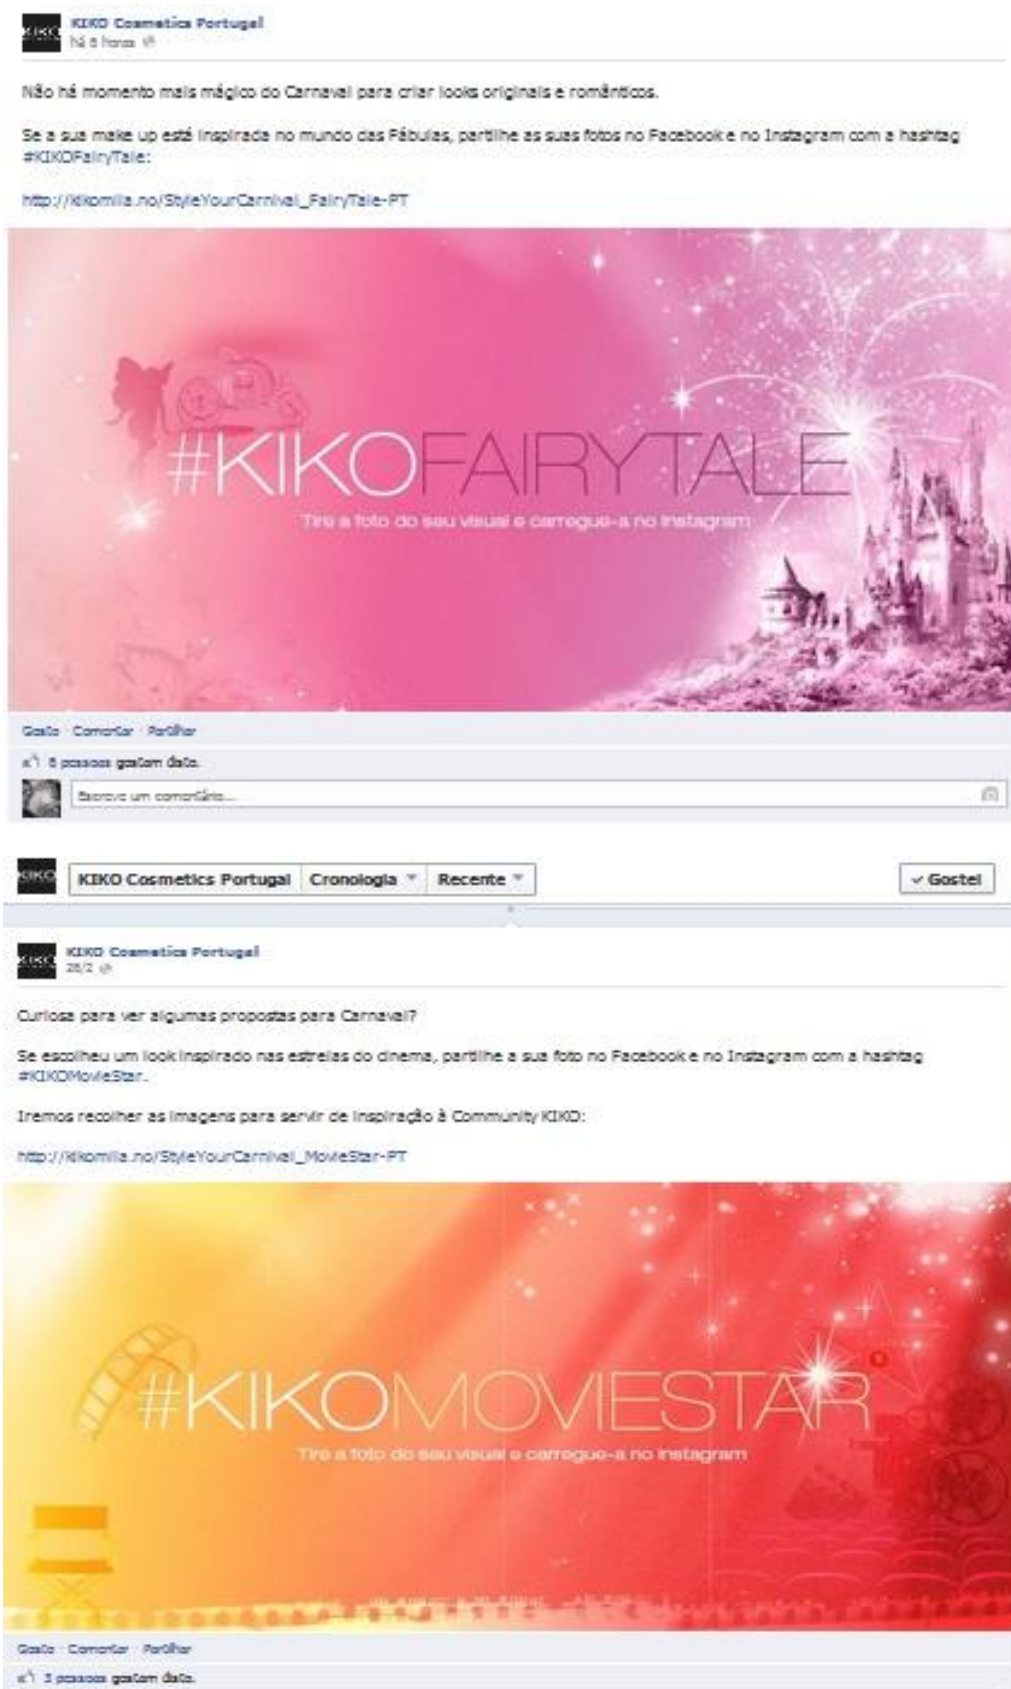 KIKO
KIKO Cosmetics Portugal
há 5 horas
Não há momento mais mágico do Carnaval para criar looks originais e românticos.
Se a sua make up está inspirada no mundo das Fábulas, partilhe as suas fotos no Facebook e no Instagram com a hashtag
#KIKOFairyTale:
http://kikomila.no/StyleYourCarnival_FairyTale-PT
#KIKOFAIRYTALE
Tire a foto do seu visual e carregue-a no Instagram
Gosto · Comentar · Partilhar
pessoas gostam disto.
Escreve um comentário...
KIKO
KIKO Cosmetics Portugal Cronologia Recente
Gostei
KIKO
KIKO Cosmetics Portugal
Curiosa para ver algumas propostas para Carnaval?
Se escolheu um look inspirado nas estrelas do cinema, partilhe a sua foto no Facebook e no Instagram com a hashtag
#KIKOMovieStar.
Iremos recolher as imagens para servir de inspiração à Community KIKO:
http://kikomila.no/StyleYourCarnival_MovieStar-PT
#KIKOMOVIESTAR
Tire a foto do seu visual e carregue-a no Instagram
Gosto · Comentar · Partilhar
3 pessoas gostam disto.